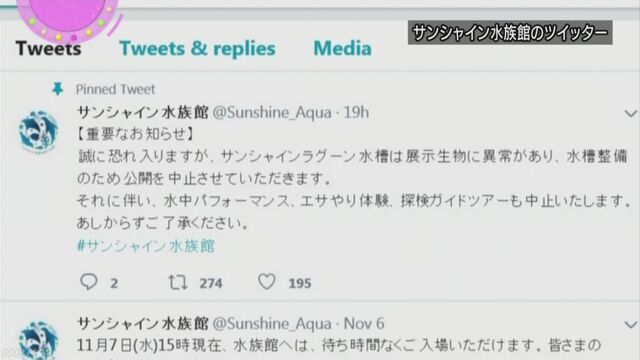 サンシャイン水族館のツイッター
Tweets Tweets & replies Media
Pinned Tweet
サンシャイン水族館 @Sunshine_Aqua · 19h
【重要なお知らせ】
誠に恐れ入りますが、サンシャインラグーン水槽は展示生物に異常があり、水槽整備
のため公開を中止させていただきます。
それに伴い、水中パフォーマンス、エサやり体験、探検ガイドツアーも中止いたします。
あしからずご了承ください。
#サンシャイン水族館
2 274 195
サンシャイン水族館 @Sunshine_Aqua · Nov 6
11月7日(水)15時現在、水族館へは、待ち時間なくご入場いただけます。皆さまの